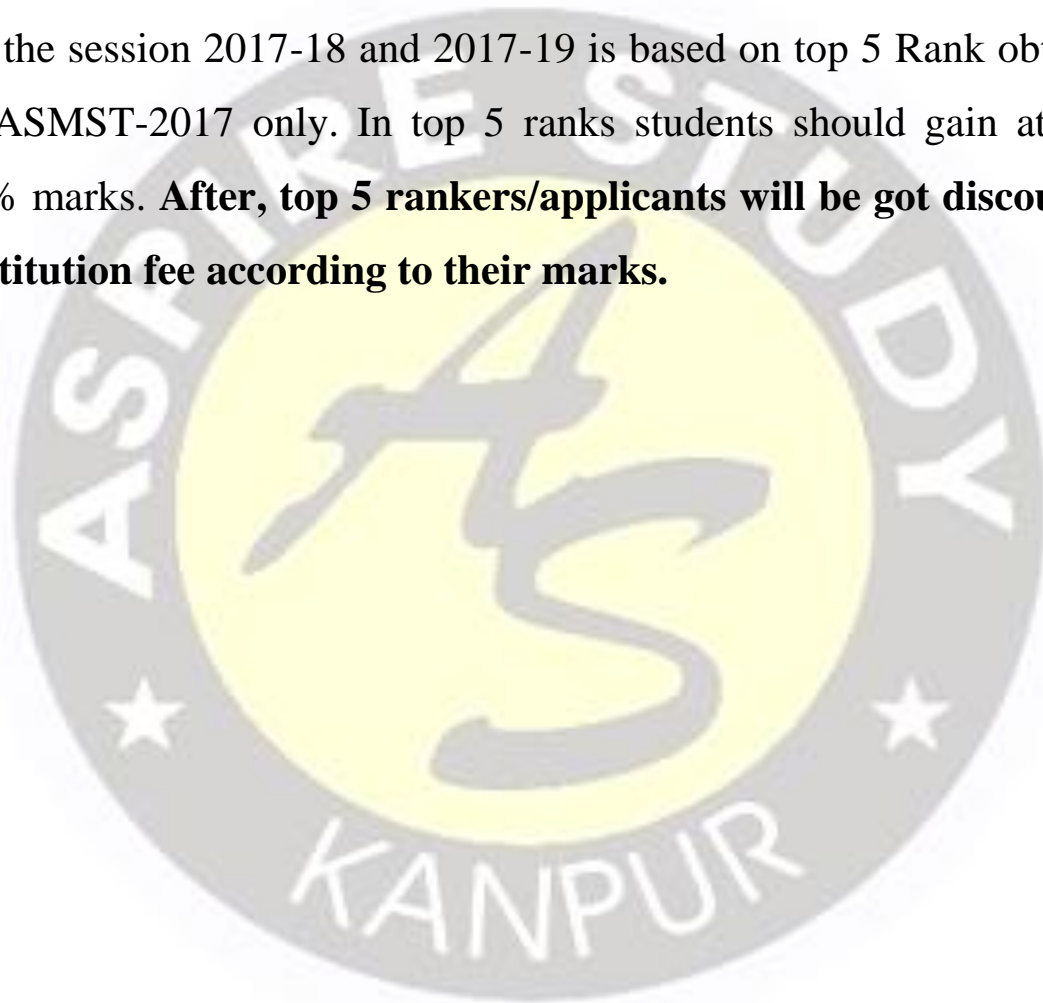 the session 2017-18 and 2017-19 is based on top 5 Rank ob
ASMST-2017 only. In top 5 ranks students should gain at
% marks. After, top 5 rankers/applicants will be got disco
titution fee according to their marks.
ASPIRE STUDY
AS
KANPUR